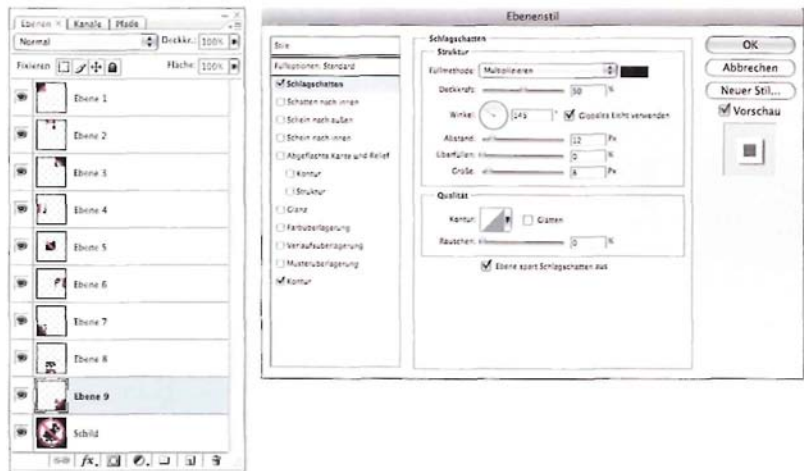 Ebenen × Kanäle Pfade
Normal Deckkr.: 100%
Fixieren: Fläche: 100%
Ebene 1
Ebene 2
Ebene 3
Ebene 4
Ebene 5
Ebene 6
Ebene 7
Ebene 8
Ebene 9
Schild
fx.
Ebenenstil
Stile
Fülloptionen: Standard
Schlagschatten
Schatten nach innen
Schein nach außen
Schein nach innen
Abgeflachte Kante und Relief
Kontur
Struktur
Glanz
Farbüberlagerung
Verlaufsüberlagerung
Musterüberlagerung
Kontur
Schlagschatten
Struktur
Füllmethode: Multiplizieren
Deckkraft: 50 %
Winkel: 145 ° Globales Licht verwenden
Abstand: 12 Px
Überfüllen: 0 %
Größe: 8 Px
Qualität
Kontur: Glätten
Rauschen: 0 %
Ebene spart Schlagschatten aus
OK
Abbrechen
Neuer Stil...
Vorschau